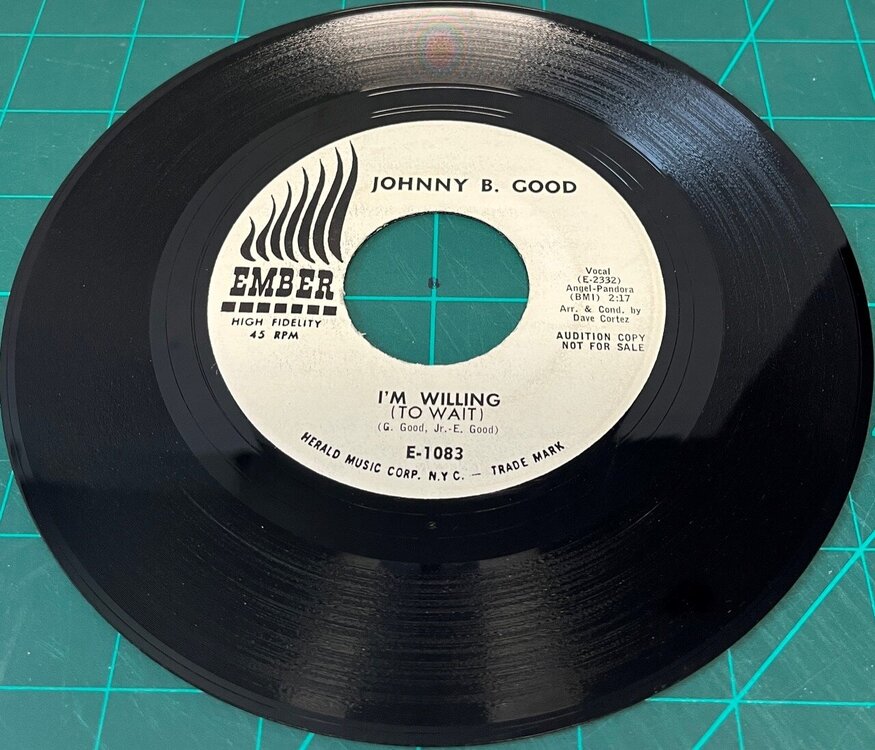 JOHNNY B. GOOD
EMBER
HIGH FIDELITY
45 RPM
Vocal
(E-2332)
Angel-Pandora
(BMI) 2:17
Arr. & Cond. by
Dave Cortez
AUDITION COPY
NOT FOR SALE
I'M WILLING
(TO WAIT)
(G. Good, Jr.-E. Good)
E-1083
HERALD MUSIC CORP. N.Y.C. — TRADE MARK